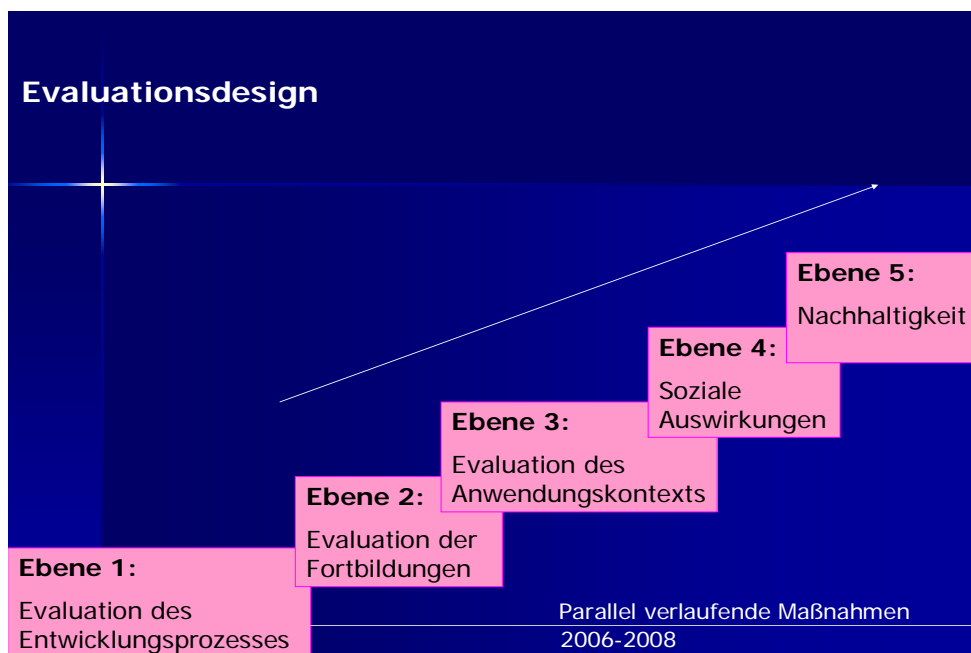 Evaluationsdesign
Ebene 1:
Evaluation des
Entwicklungsprozesses
Ebene 2:
Evaluation der
Fortbildungen
Ebene 3:
Evaluation des
Anwendungskontexts
Ebene 4:
Soziale
Auswirkungen
Ebene 5:
Nachhaltigkeit
Parallel verlaufende Maßnahmen
2006-2008